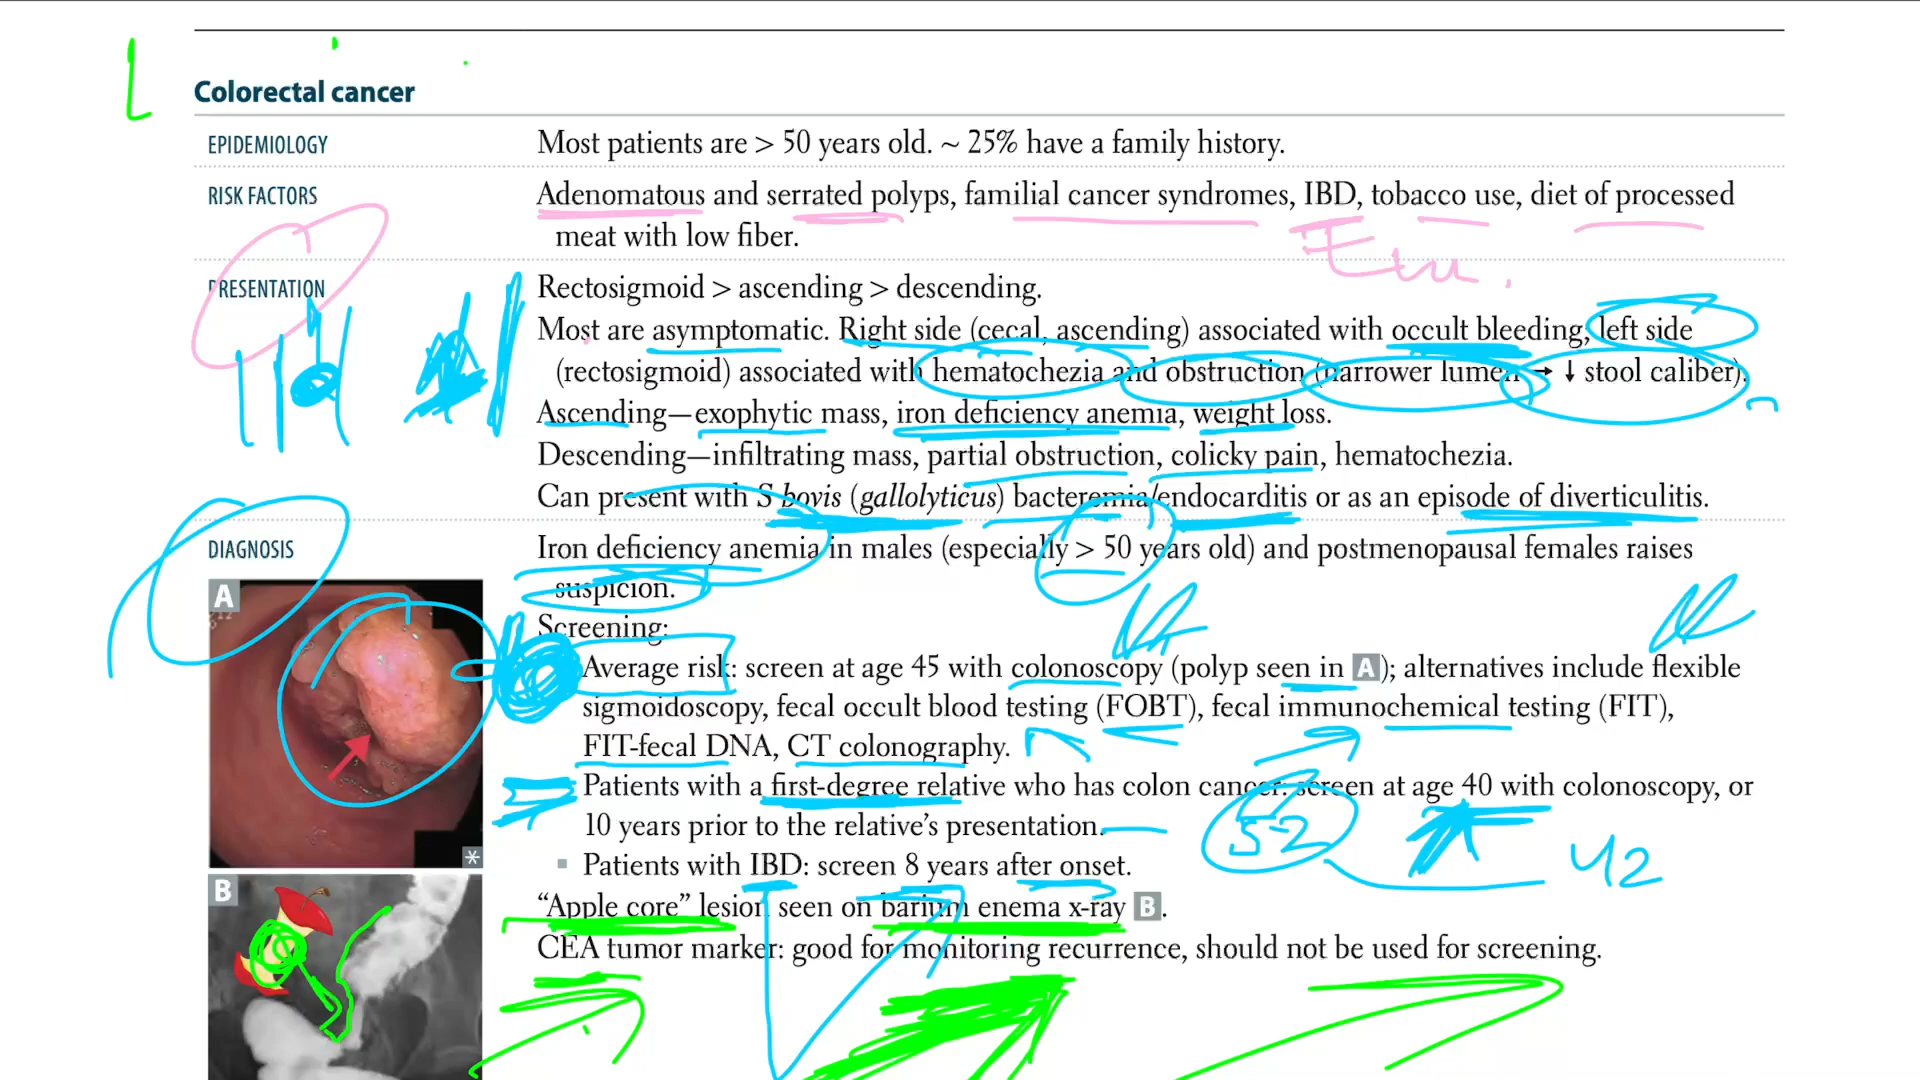 Colorectal cancer
EPIDEMIOLOGY Most patients are > 50 years old. ~ 25% have a family history.
RISK FACTORS Adenomatous and serrated polyps, familial cancer syndromes, IBD, tobacco use, diet of processed
meat with low fiber.
PRESENTATION Rectosigmoid > ascending > descending.
Most are asymptomatic. Right side (cecal, ascending) associated with occult bleeding; left side
(rectosigmoid) associated with hematochezia and obstruction (narrower lumen → ↓ stool caliber).
Ascending—exophytic mass, iron deficiency anemia, weight loss.
Descending—infiltrating mass, partial obstruction, colicky pain, hematochezia.
Can present with S bovis (gallolyticus) bacteremia/endocarditis or as an episode of diverticulitis.
DIAGNOSIS Iron deficiency anemia in males (especially > 50 years old) and postmenopausal females raises
suspicion.
A
Screening:
Average risk: screen at age 45 with colonoscopy (polyp seen in A); alternatives include flexible
sigmoidoscopy, fecal occult blood testing (FOBT), fecal immunochemical testing (FIT),
FIT-fecal DNA, CT colonography.
Patients with a first-degree relative who has colon cancer: screen at age 40 with colonoscopy, or
10 years prior to the relative's presentation.
52
42
▪ Patients with IBD: screen 8 years after onset.
B
"Apple core" lesion seen on barium enema x-ray B.
CEA tumor marker: good for monitoring recurrence, should not be used for screening.